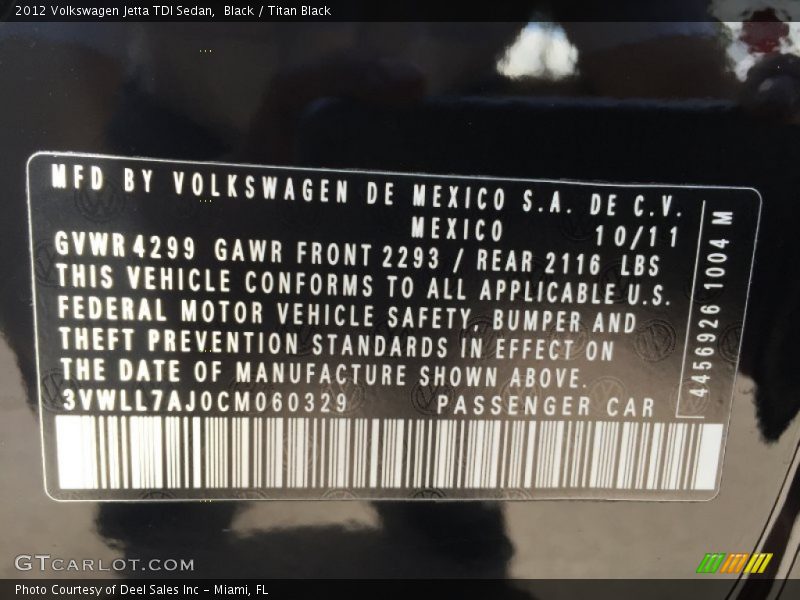 2012 Volkswagen Jetta TDI Sedan,  Black / Titan Black
MFD BY VOLKSWAGEN DE MEXICO S.A. DE C.V.
MEXICO 10/11
GVWR 4299 GAWR FRONT 2293 / REAR 2116 LBS
THIS VEHICLE CONFORMS TO ALL APPLICABLE U.S.
FEDERAL MOTOR VEHICLE SAFETY, BUMPER AND
THEFT PREVENTION STANDARDS IN EFFECT ON
THE DATE OF MANUFACTURE SHOWN ABOVE.
3VWLL7AJ0CM060329 PASSENGER CAR
4456926 1004 M
GTCARLOT.COM
Photo Courtesy of Deel Sales Inc - Miami, FL